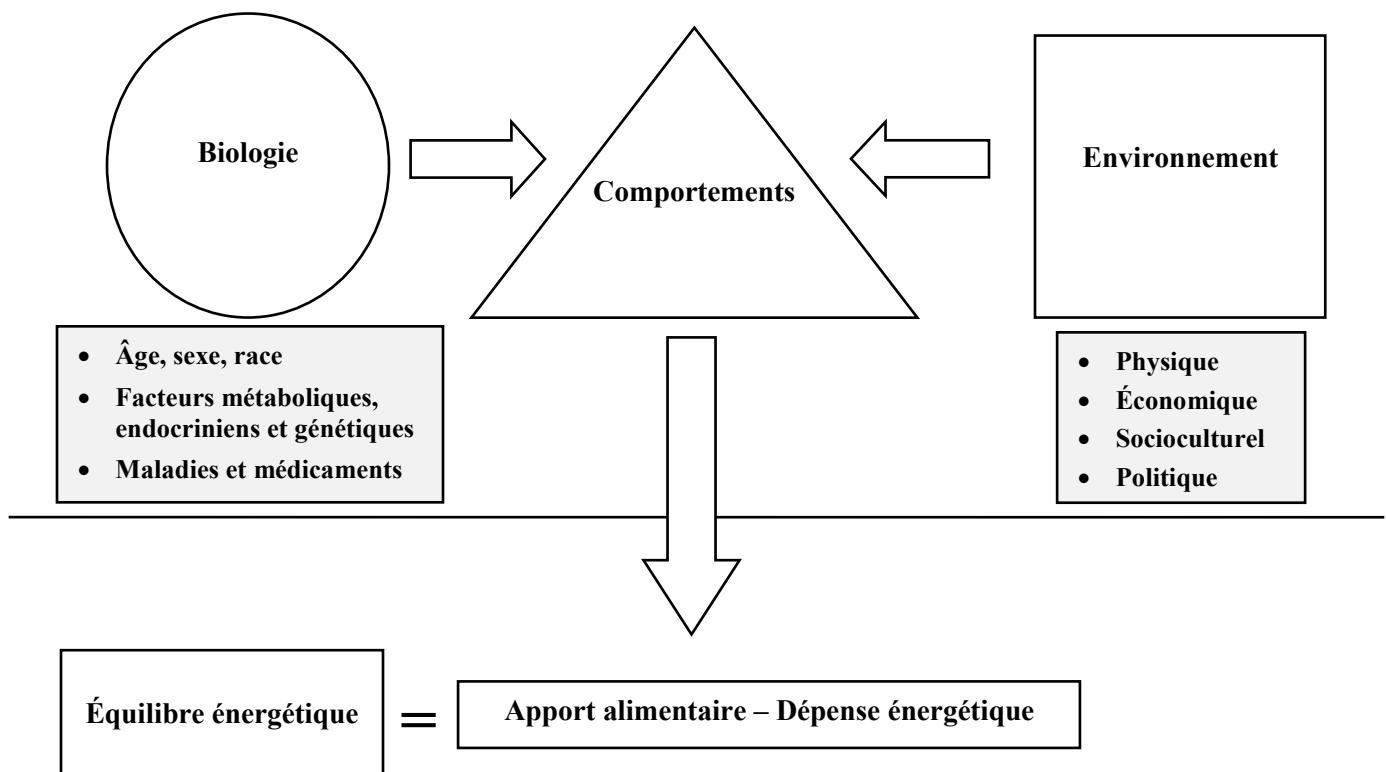 Biologie
Comportements
Environnement
• Âge, sexe, race
• Facteurs métaboliques,
endocriniens et génétiques
• Maladies et médicaments
• Physique
• Économique
• Socioculturel
• Politique
Équilibre énergétique
=
Apport alimentaire – Dépense énergétique